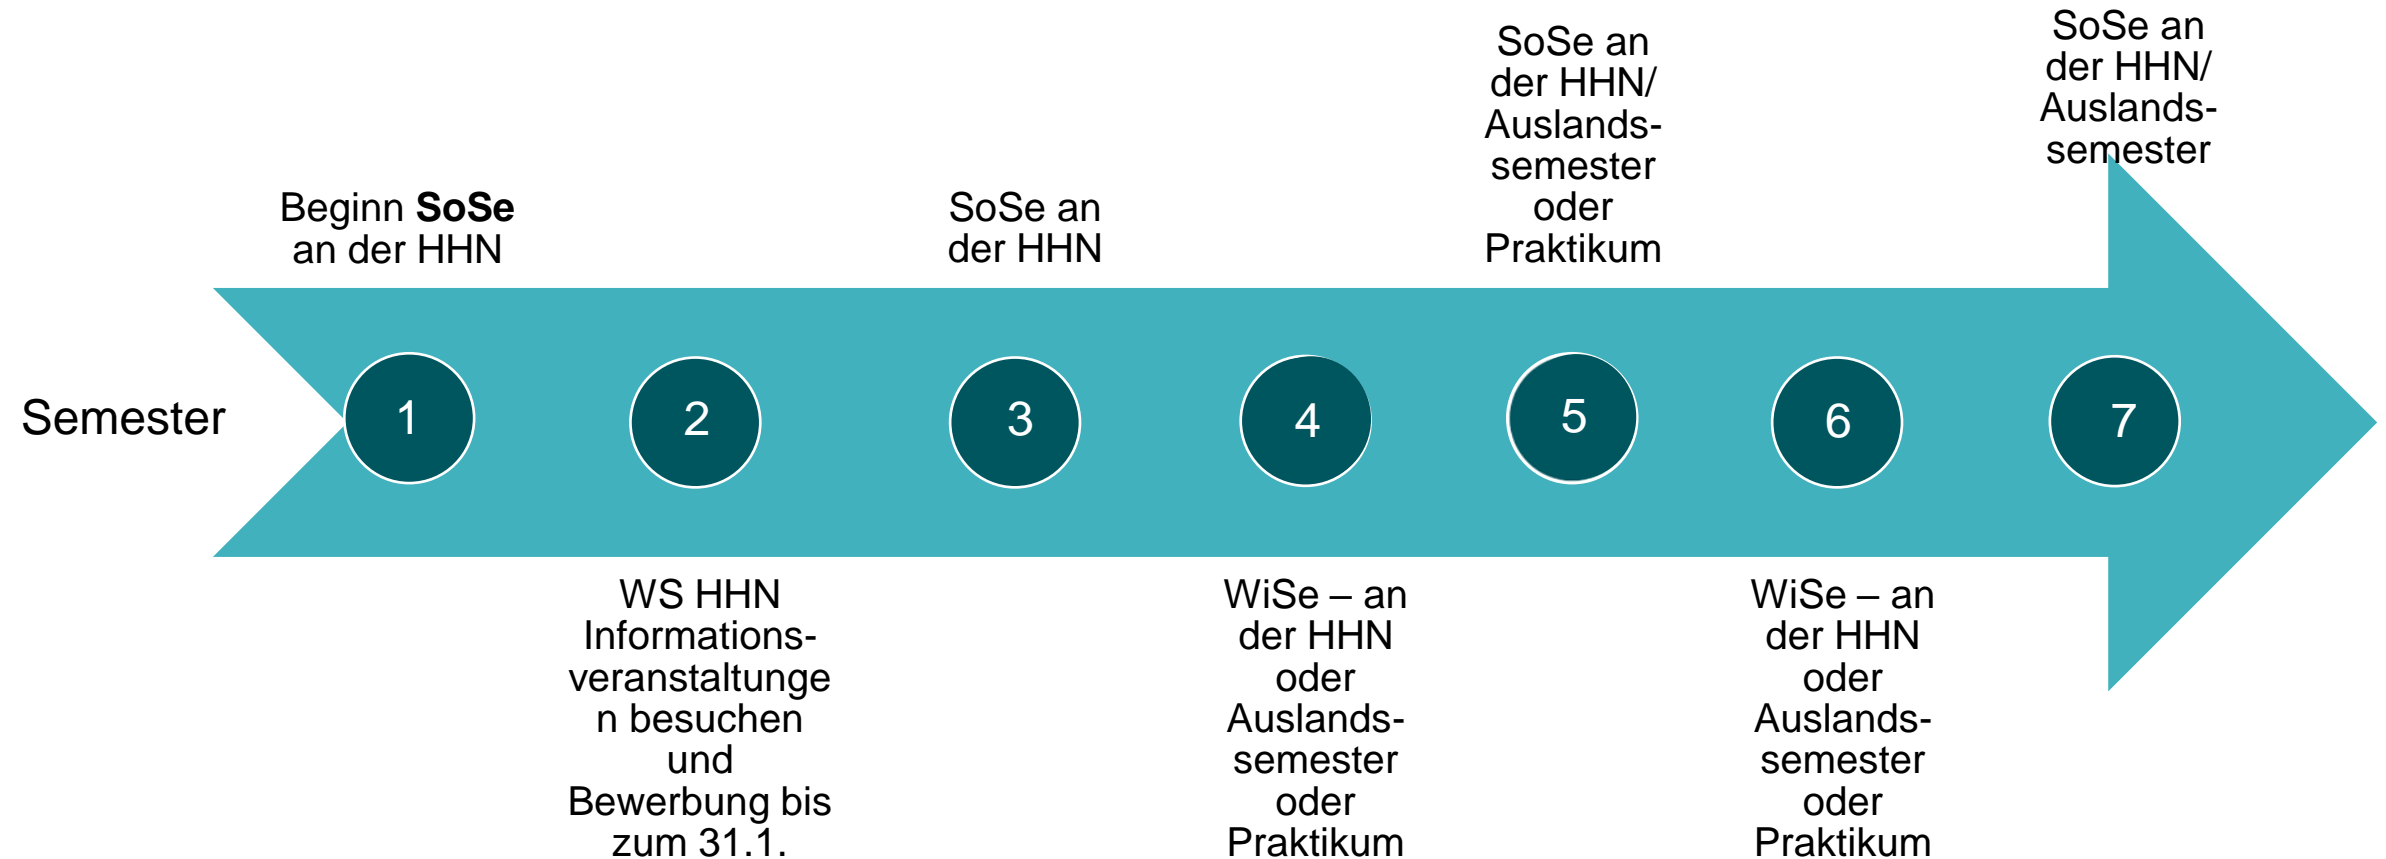 Semester
Beginn SoSe
an der HHN
1
WS HHN
Informations-
veranstaltunge
n besuchen
und
Bewerbung bis
zum 31.1.
2
SoSe an
der HHN
3
WiSe – an
der HHN
oder
Auslands-
semester
oder
Praktikum
4
SoSe an
der HHN/
Auslands-
semester
oder
Praktikum
5
WiSe – an
der HHN
oder
Auslands-
semester
oder
Praktikum
6
SoSe an
der HHN/
Auslands-
semester
7